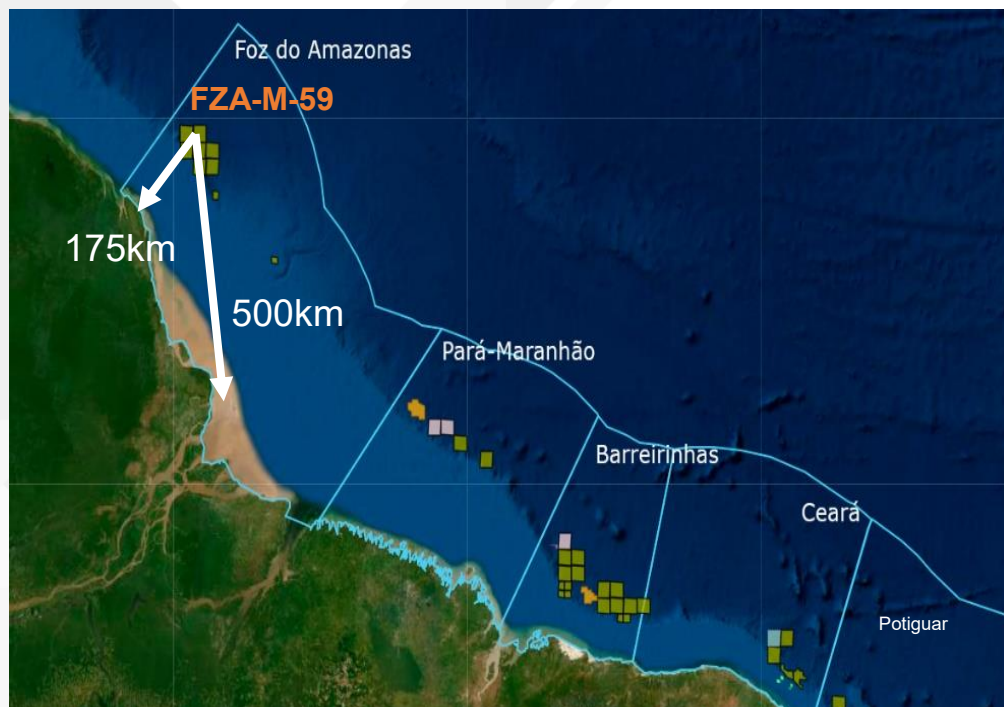 Foz do Amazonas
FZA-M-59
175km
500km
Pará-Maranhão
Barreirinhas
Ceará
Potiguar